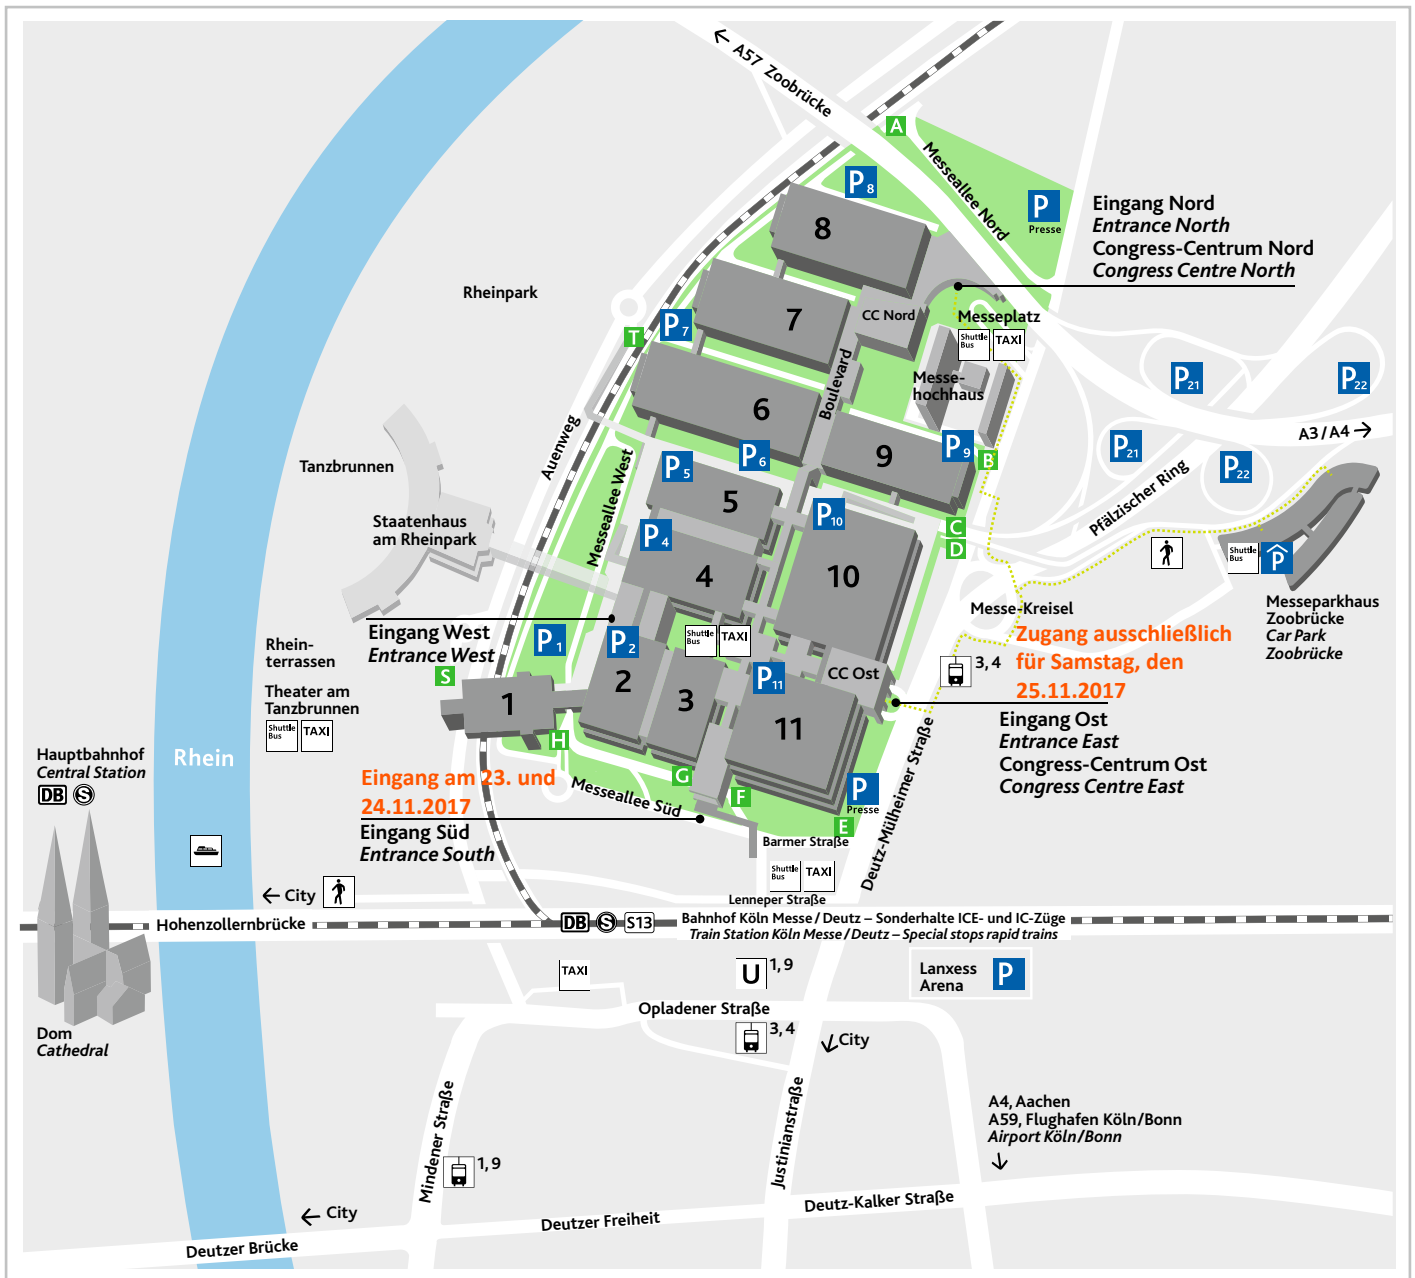 ← A57 Zoobrücke
A
Messeallee Nord
P8
P
Presse
8
Eingang Nord
Entrance North
Congress-Centrum Nord
Congress Centre North
Rheinpark
7
CC Nord
Messeplatz
P7
T
Shuttle
Bus
TAXI
Boulevard
Messe-
hochhaus
P21
P22
6
Auenweg
A3/A4 →
P9
P21
9
B
P6
P5
P22
Tanzbrunnen
Messeallee West
5
Pfälzischer Ring
P10
Staatenhaus
am Rheinpark
P4
C
D
Shuttle
Bus
P
4
10
Messe-Kreisel
Messeparkhaus
Zoobrücke
Car Park
Zoobrücke
Eingang West
Entrance West
P1
P2
Shuttle
Bus
TAXI
Zugang ausschließlich
für Samstag, den
25.11.2017
3, 4
Rhein-
terrassen
S
P11
CC Ost
2
3
1
11
Theater am
Tanzbrunnen
Shuttle
Bus
TAXI
Eingang Ost
Entrance East
Congress-Centrum Ost
Congress Centre East
Hauptbahnhof
Central Station
DB S
Rhein
H
G
F
E
P
Presse
Deutz-Mülheimer Straße
Eingang am 23. und
24.11.2017
Messeallee Süd
Eingang Süd
Entrance South
Barmer Straße
Shuttle
Bus
TAXI
← City
Lenneper Straße
Hohenzollernbrücke
DB S S13
Bahnhof Köln Messe/Deutz – Sonderhalte ICE- und IC-Züge
Train Station Köln Messe/Deutz – Special stops rapid trains
TAXI
U 1, 9
Lanxess
Arena
P
Opladener Straße
3, 4
City
Dom
Cathedral
Mindener Straße
Justinianstraße
A4, Aachen
A59, Flughafen Köln/Bonn
Airport Köln/Bonn
1, 9
← City
Deutz-Kalker Straße
Deutzer Freiheit
Deutzer Brücke